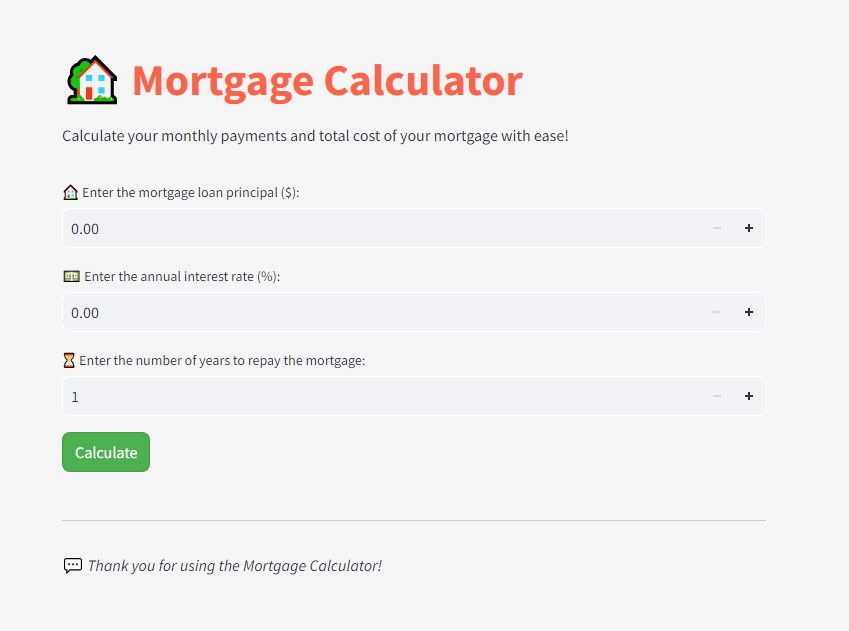 Mortgage Calculator
Calculate your monthly payments and total cost of your mortgage with ease!
Enter the mortgage loan principal ($):
0.00 − +
Enter the annual interest rate (%):
0.00 − +
Enter the number of years to repay the mortgage:
1 − +
Calculate
Thank you for using the Mortgage Calculator!